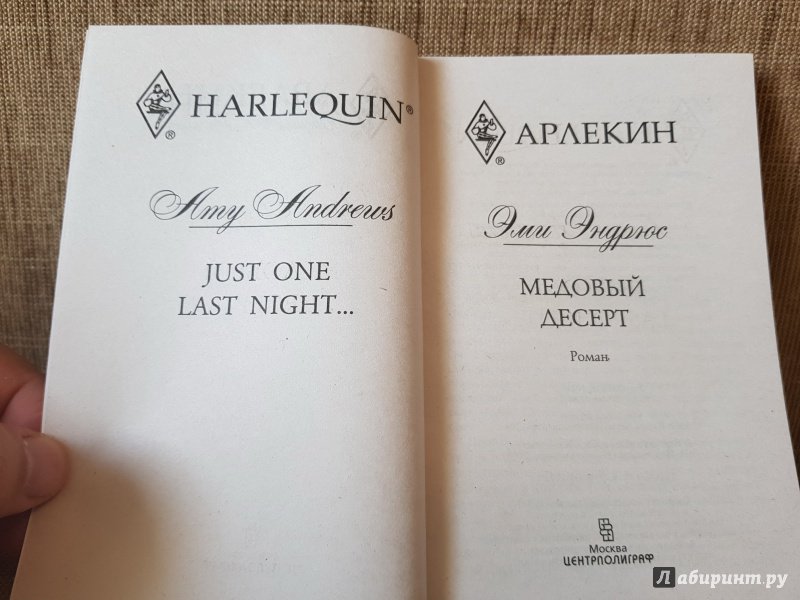 HARLEQUIN®
®
Amy Andrews
JUST ONE
LAST NIGHT...
АРЛЕКИН
®
Эми Эндрюс
МЕДОВЫЙ
ДЕСЕРТ
Роман
Москва
ЦЕНТРПОЛИГРАФ
Лабиринт.ру